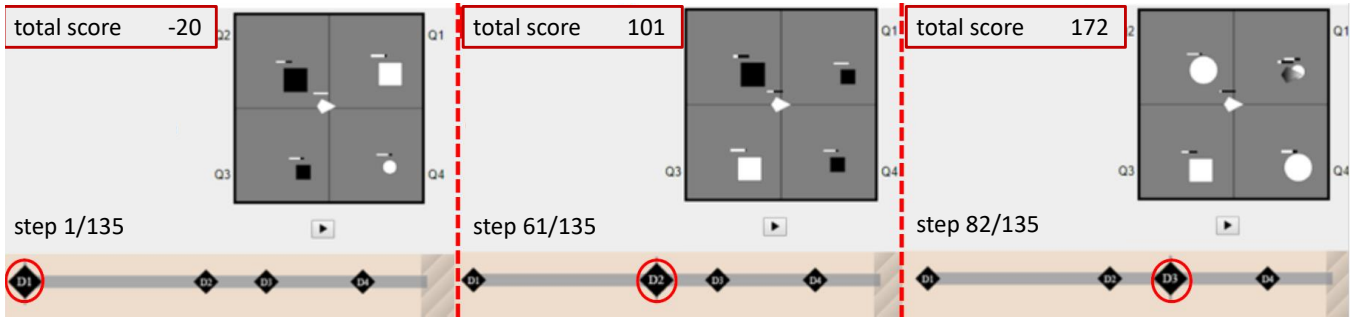 total score -20
Q2 Q1
Q3 Q4
step 1/135
D1 D2 D3 D4
total score 101
Q1
Q3 Q4
step 61/135
D1 D2 D3 D4
total score 172
2 Q1
Q3 Q4
step 82/135
D1 D2 D3 D4